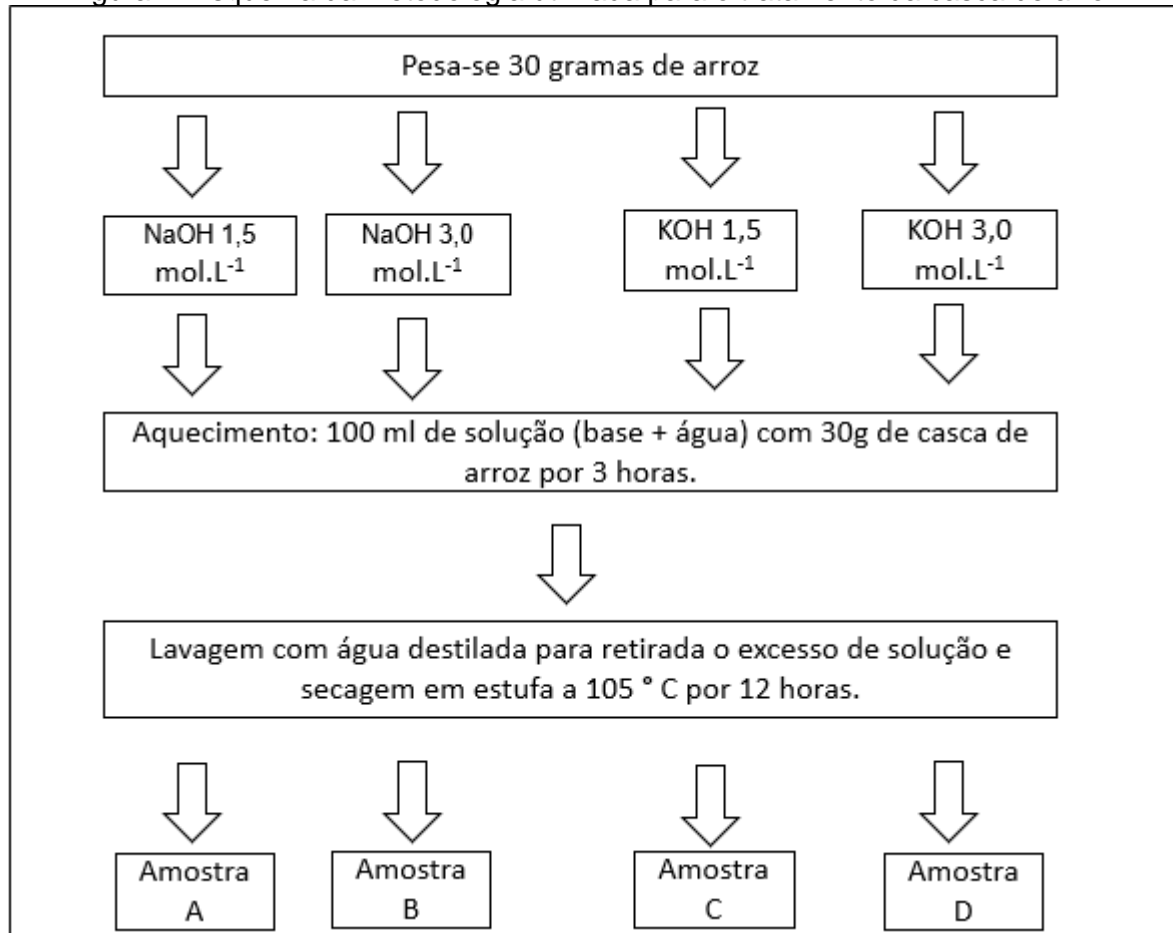 Pesa-se 30 gramas de arroz
NaOH 1,5
mol.L⁻¹
NaOH 3,0
mol.L⁻¹
KOH 1,5
mol.L⁻¹
KOH 3,0
mol.L⁻¹
Aquecimento: 100 ml de solução (base + água) com 30g de casca de
arroz por 3 horas.
Lavagem com água destilada para retirada o excesso de solução e
secagem em estufa a 105 ° C por 12 horas.
Amostra
A
Amostra
B
Amostra
C
Amostra
D